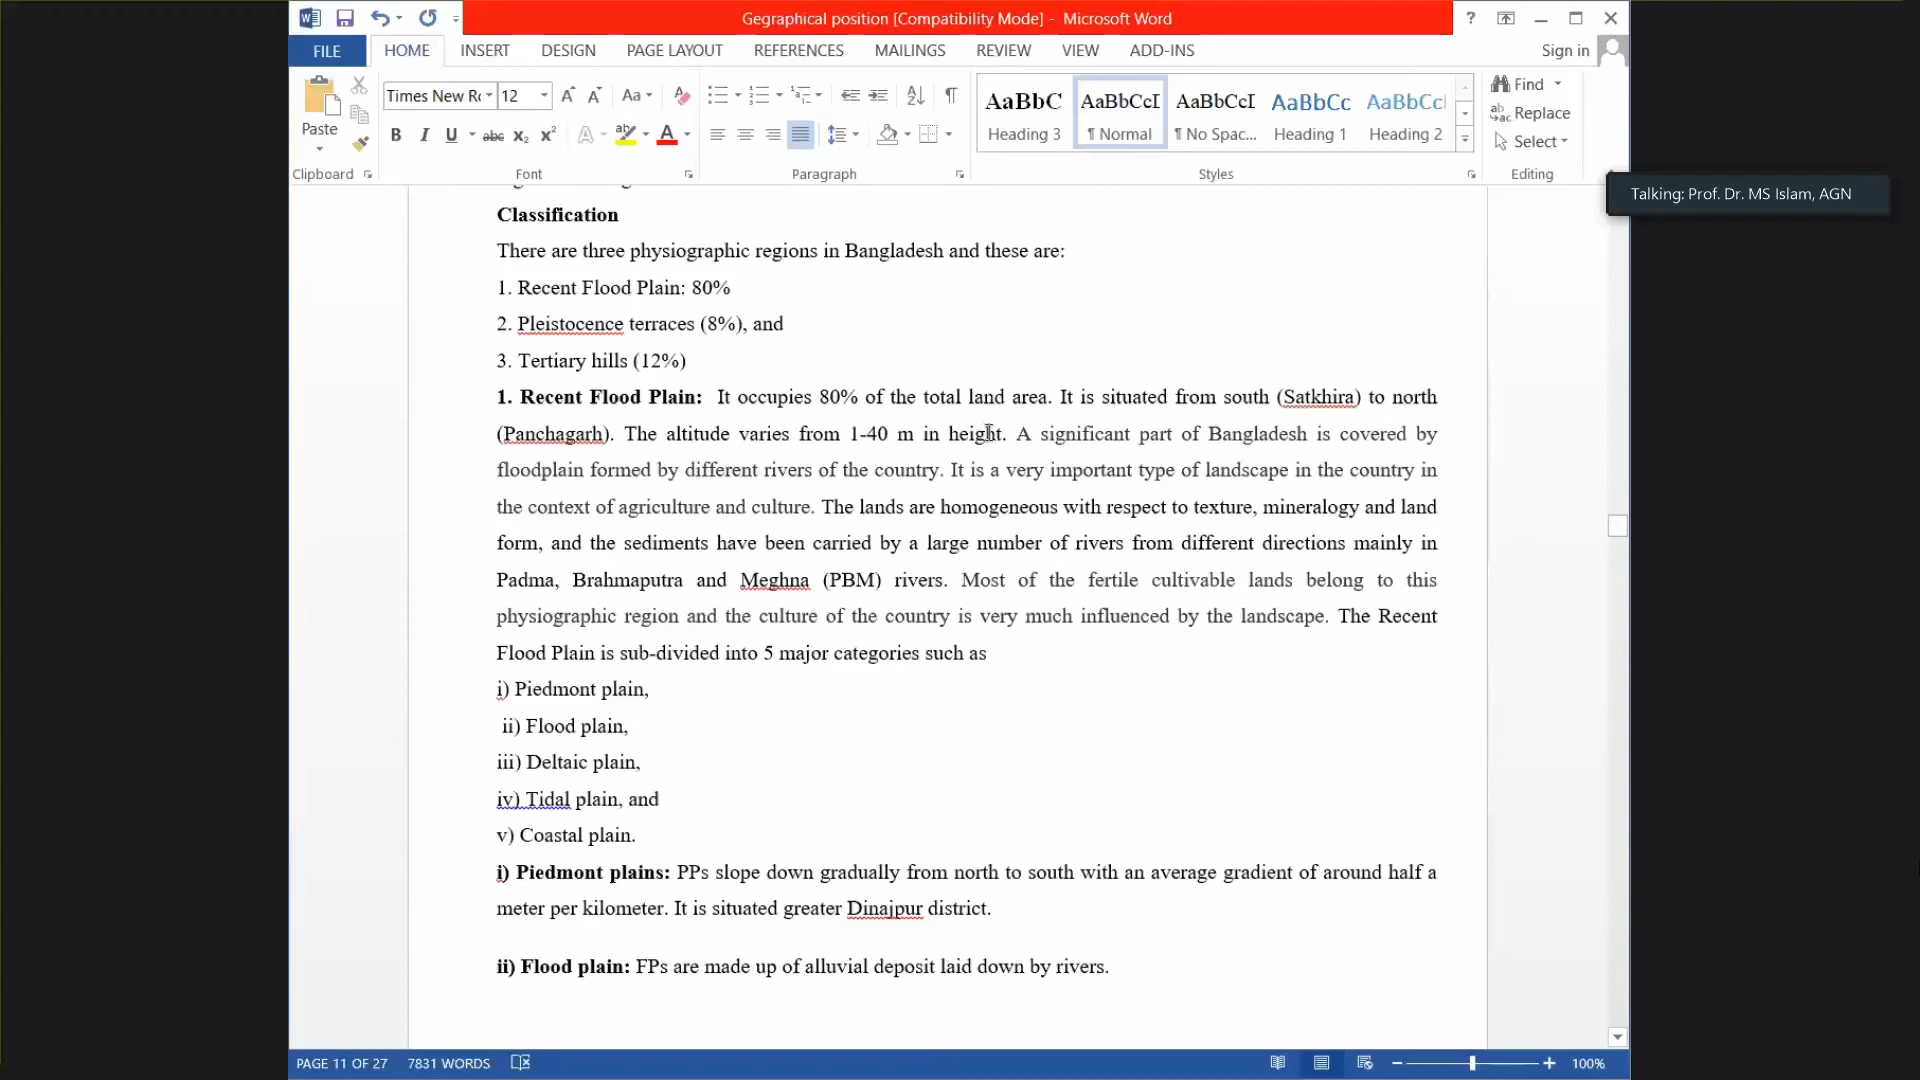 Gegraphical position [Compatibility Mode] - Microsoft Word
?
FILE HOME INSERT DESIGN PAGE LAYOUT REFERENCES MAILINGS REVIEW VIEW ADD-INS Sign in
Paste
Times New Ro 12
Aa
B I U abc X₂ X² A
AaBbC AaBbCcI AaBbCcI AaBbCc AaBbCcI
Heading 3 ¶ Normal ¶ No Spac... Heading 1 Heading 2
Find
Replace
Select
Clipboard Font Paragraph Styles Editing
Talking: Prof. Dr. MS Islam, AGN
Classification
There are three physiographic regions in Bangladesh and these are:
1. Recent Flood Plain: 80%
2. Pleistocence terraces (8%), and
3. Tertiary hills (12%)
1. Recent Flood Plain: It occupies 80% of the total land area. It is situated from south (Satkhira) to north
(Panchagarh). The altitude varies from 1-40 m in height. A significant part of Bangladesh is covered by
floodplain formed by different rivers of the country. It is a very important type of landscape in the country in
the context of agriculture and culture. The lands are homogeneous with respect to texture, mineralogy and land
form, and the sediments have been carried by a large number of rivers from different directions mainly in
Padma, Brahmaputra and Meghna (PBM) rivers. Most of the fertile cultivable lands belong to this
physiographic region and the culture of the country is very much influenced by the landscape. The Recent
Flood Plain is sub-divided into 5 major categories such as
i) Piedmont plain,
ii) Flood plain,
iii) Deltaic plain,
iv) Tidal plain, and
v) Coastal plain.
i) Piedmont plains: PPs slope down gradually from north to south with an average gradient of around half a
meter per kilometer. It is situated greater Dinajpur district.
ii) Flood plain: FPs are made up of alluvial deposit laid down by rivers.
PAGE 11 OF 27 7831 WORDS 100%